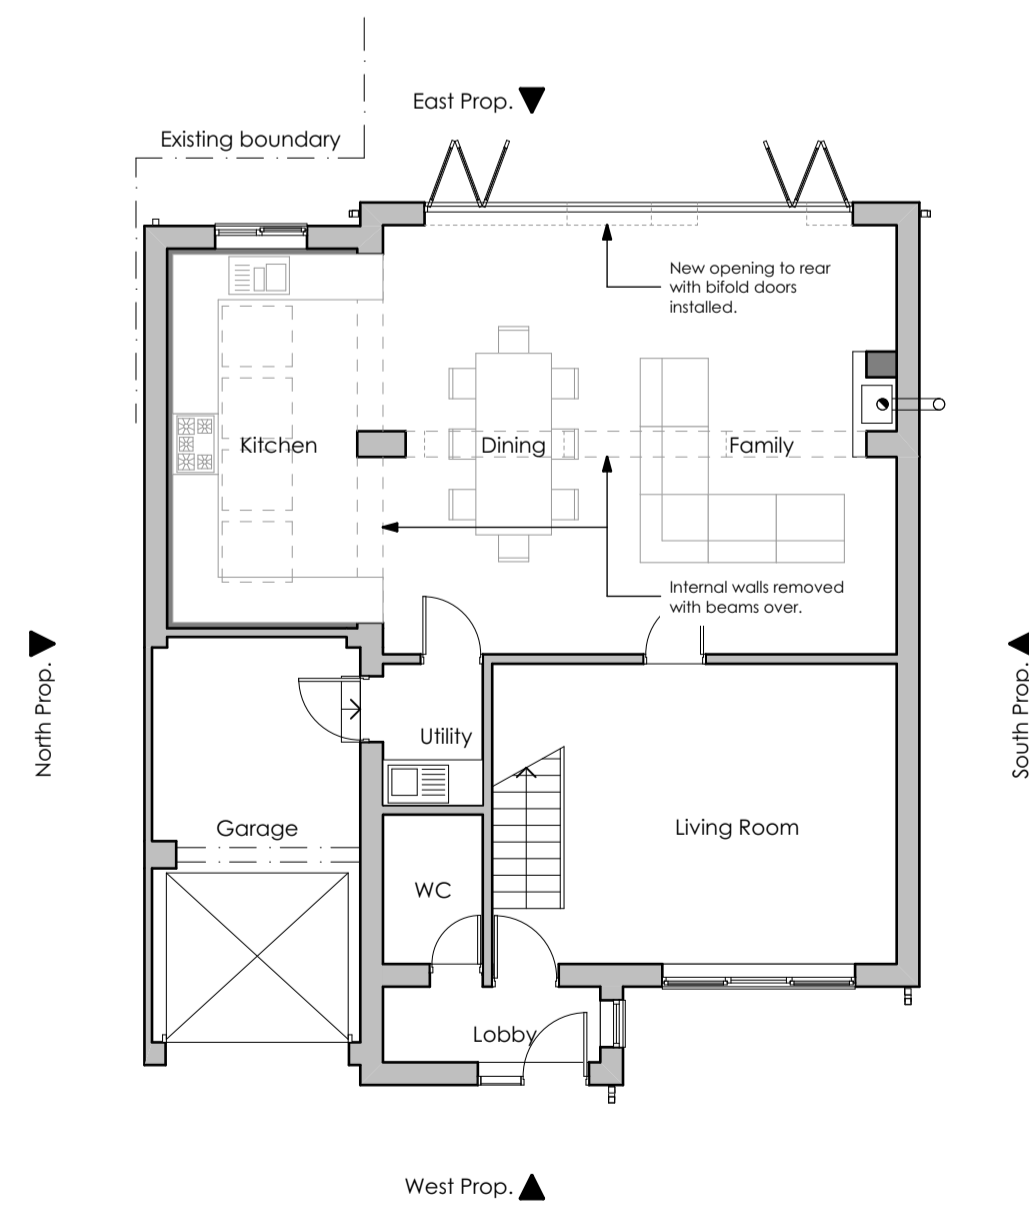 East Prop.
Existing boundary
New opening to rear
with bifold doors
installed.
Kitchen
Dining
Family
Internal walls removed
with beams over.
North Prop.
South Prop.
Utility
Garage
Living Room
WC
Lobby
West Prop.